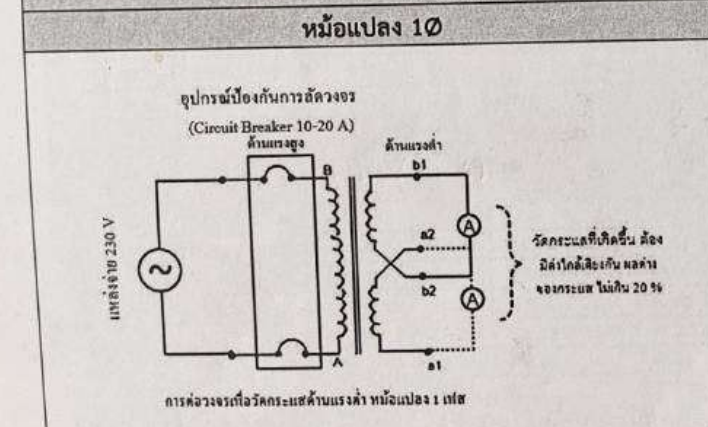 หม้อแปลง 1Ø
อุปกรณ์ป้องกันการลัดวงจร
(Circuit Breaker 10-20 A)
ด้านแรงสูง
ด้านแรงต่ำ
B
b1
A
a2
b2
A
a1
A
แหล่งจ่าย 230 V
วัดกระแสที่เกิดขึ้น ต้อง
มีค่าใกล้เคียงกัน ผลต่าง
ของกระแส ไม่เกิน 20 %
การต่อวงจรเพื่อวัดกระแสด้านแรงต่ำ หม้อแปลง 1 เฟส